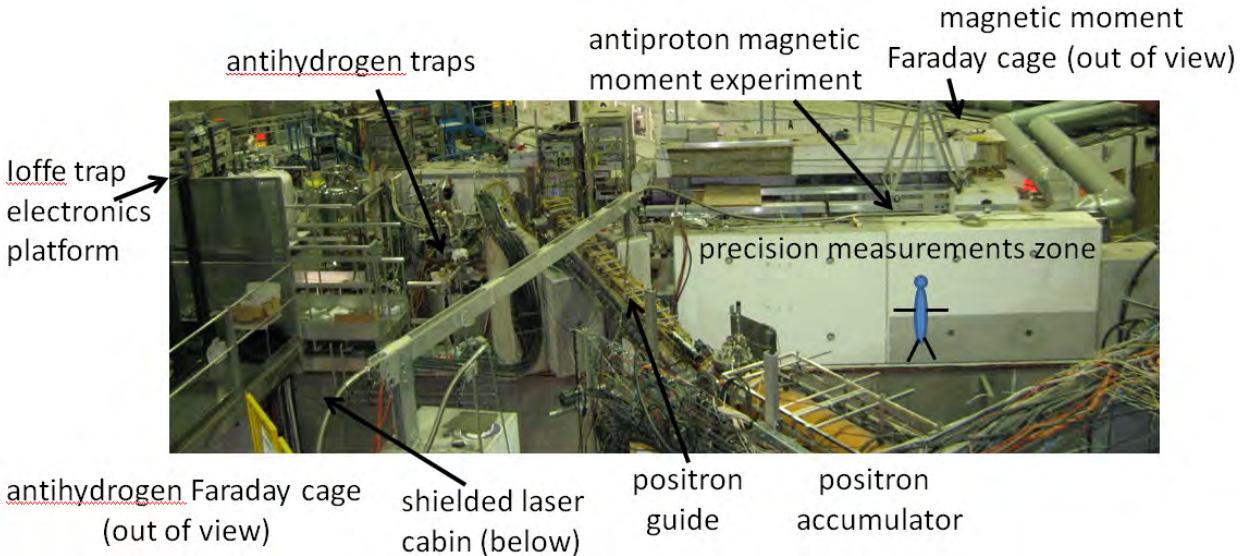 magnetic moment
Faraday cage (out of view)
antiproton magnetic
moment experiment
antihydrogen traps
Ioffe trap
electronics
platform
precision measurements zone
antihydrogen Faraday cage
(out of view)
shielded laser
cabin (below)
positron
guide
positron
accumulator